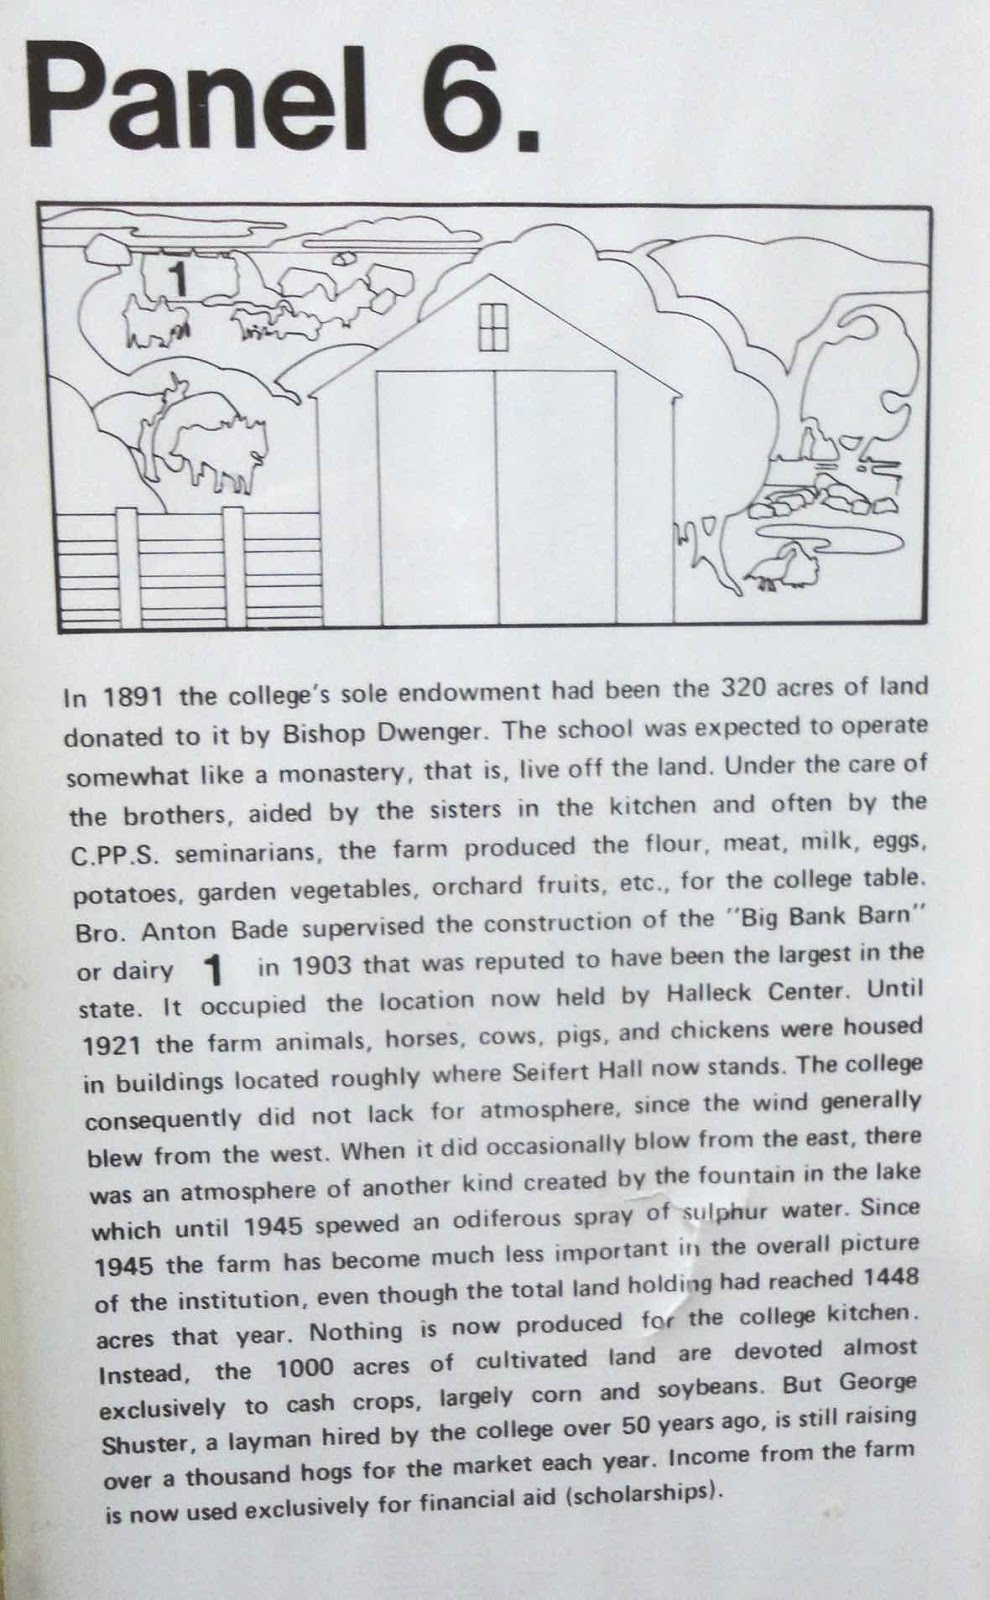 Panel 6.
1
In 1891 the college's sole endowment had been the 320 acres of land
donated to it by Bishop Dwenger. The school was expected to operate
somewhat like a monastery, that is, live off the land. Under the care of
the brothers, aided by the sisters in the kitchen and often by the
C.PP.S. seminarians, the farm produced the flour, meat, milk, eggs,
potatoes, garden vegetables, orchard fruits, etc., for the college table.
Bro. Anton Bade supervised the construction of the "Big Bank Barn"
or dairy 1 in 1903 that was reputed to have been the largest in the
state. It occupied the location now held by Halleck Center. Until
1921 the farm animals, horses, cows, pigs, and chickens were housed
in buildings located roughly where Seifert Hall now stands. The college
consequently did not lack for atmosphere, since the wind generally
blew from the west. When it did occasionally blow from the east, there
was an atmosphere of another kind created by the fountain in the lake
which until 1945 spewed an odiferous spray of sulphur water. Since
1945 the farm has become much less important in the overall picture
of the institution, even though the total land holding had reached 1448
acres that year. Nothing is now produced for the college kitchen.
Instead, the 1000 acres of cultivated land are devoted almost
exclusively to cash crops, largely corn and soybeans. But George
Shuster, a layman hired by the college over 50 years ago, is still raising
over a thousand hogs for the market each year. Income from the farm
is now used exclusively for financial aid (scholarships).